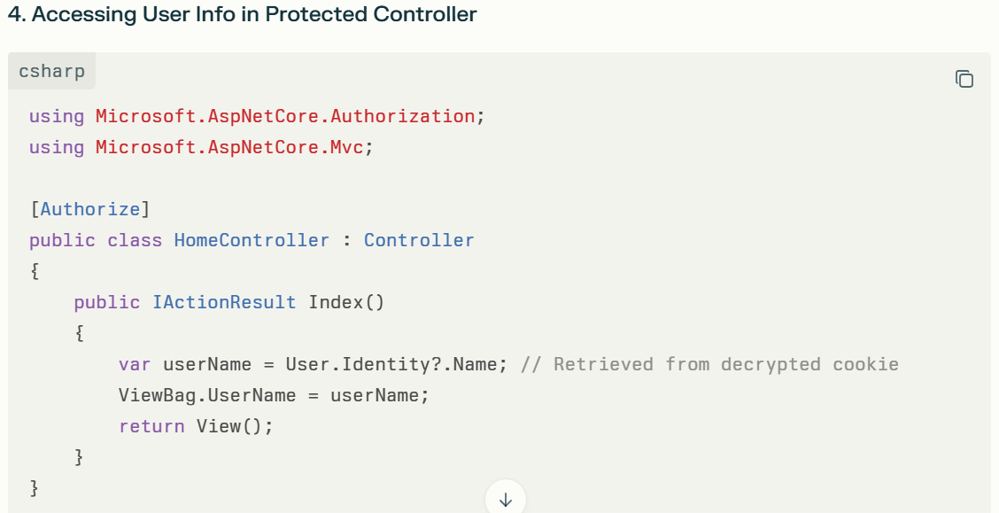 4. Accessing User Info in Protected Controller
csharp
using Microsoft.AspNetCore.Authorization;
using Microsoft.AspNetCore.Mvc;
[Authorize]
public class HomeController : Controller
{
    public IActionResult Index()
    {
        var userName = User.Identity?.Name; // Retrieved from decrypted cookie
        ViewBag.UserName = userName;
        return View();
    }
}